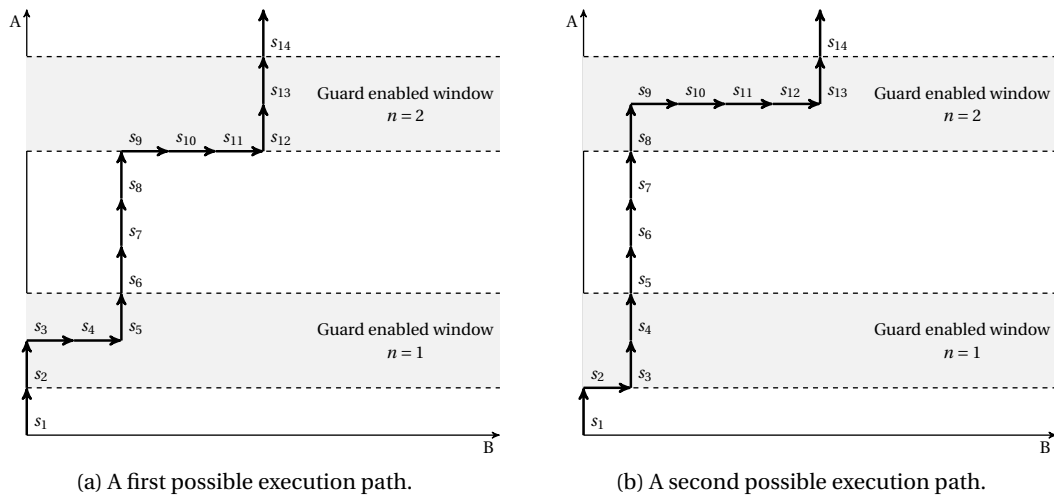 A
s14
s13
Guard enabled window
n = 2
s9 s10 s11 s12
s8
s7
s6
s3 s4 s5
Guard enabled window
n = 1
s2
s1
B
(a) A first possible execution path.
A
s14
s9 s10 s11 s12 s13
Guard enabled window
n = 2
s8
s7
s6
s5
s4
Guard enabled window
n = 1
s2 s3
s1
B
(b) A second possible execution path.